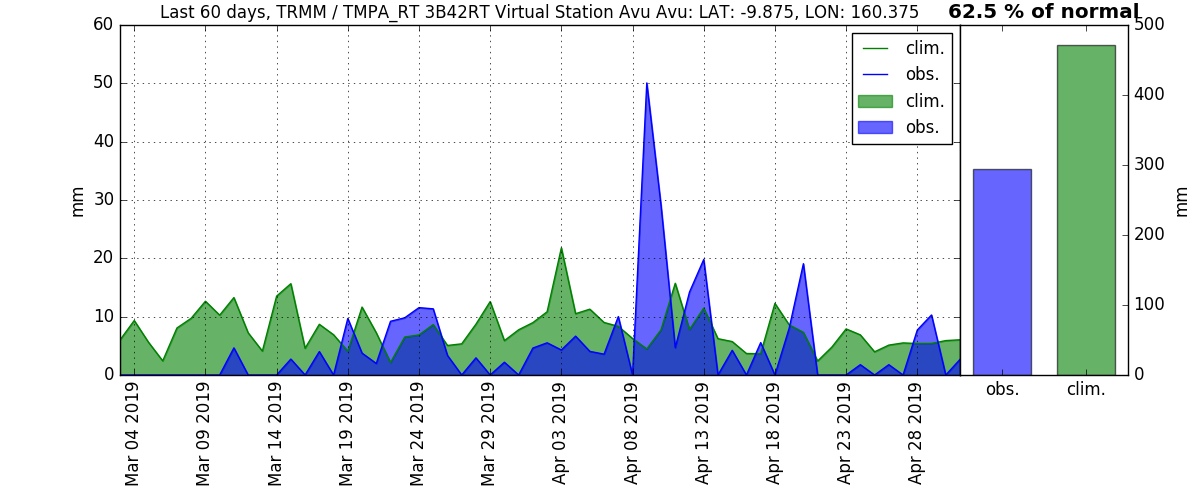 Last 60 days, TRMM / TMPA_RT 3B42RT Virtual Station Avu Avu: LAT: -9.875, LON: 160.375
62.5 % of normal
60
50
40
30
20
10
0
mm
clim.
obs.
clim.
obs.
Mar 04 2019
Mar 09 2019
Mar 14 2019
Mar 19 2019
Mar 24 2019
Mar 29 2019
Apr 03 2019
Apr 08 2019
Apr 13 2019
Apr 18 2019
Apr 23 2019
Apr 28 2019
500
400
300
200
100
0
mm
obs.
clim.